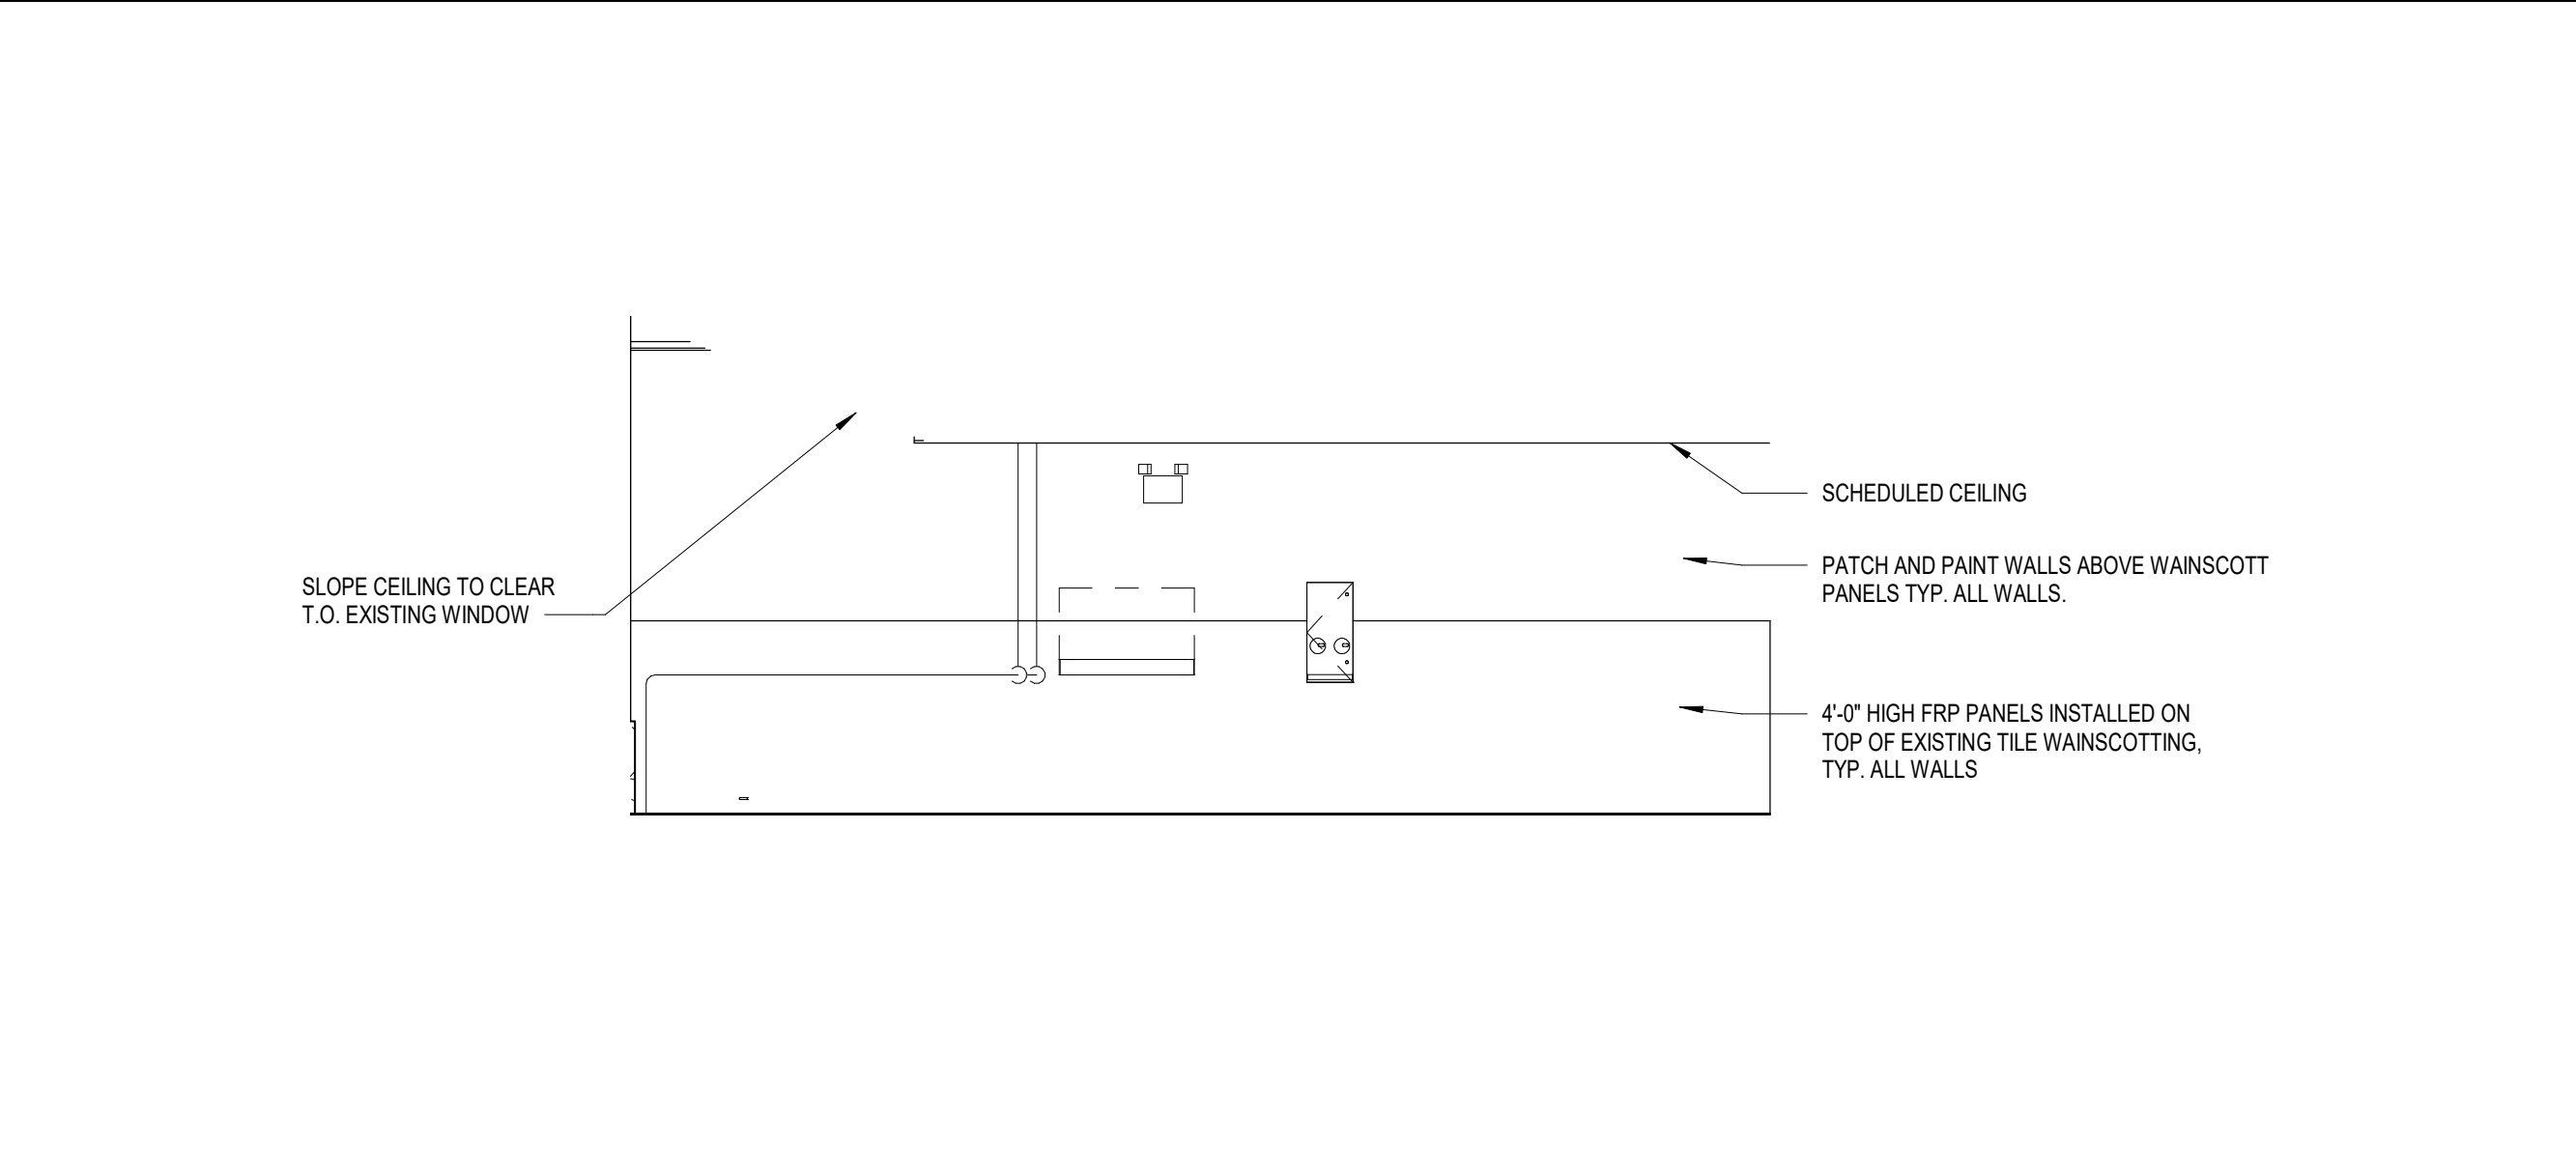 SLOPE CEILING TO CLEAR
T.O. EXISTING WINDOW
SCHEDULED CEILING
PATCH AND PAINT WALLS ABOVE WAINSCOTT
PANELS TYP. ALL WALLS.
4'-0" HIGH FRP PANELS INSTALLED ON
TOP OF EXISTING TILE WAINSCOTTING,
TYP. ALL WALLS